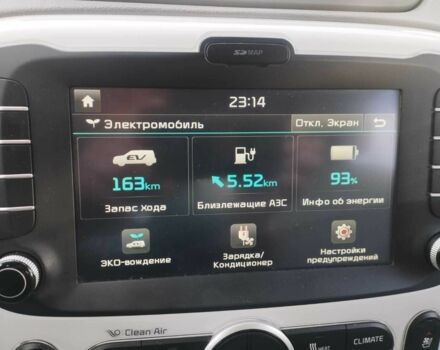 SD MAP
23:14
Электромобиль
Откл. Экран
EV
163km
5.52km
93%
Запас Хода
Близлежащие АЗС
Инфо об энергии
ЭКО-вождение
Зарядка/
Кондиционер
Настройки
предупреждений
Clean Air
HEAT
CLIMATE